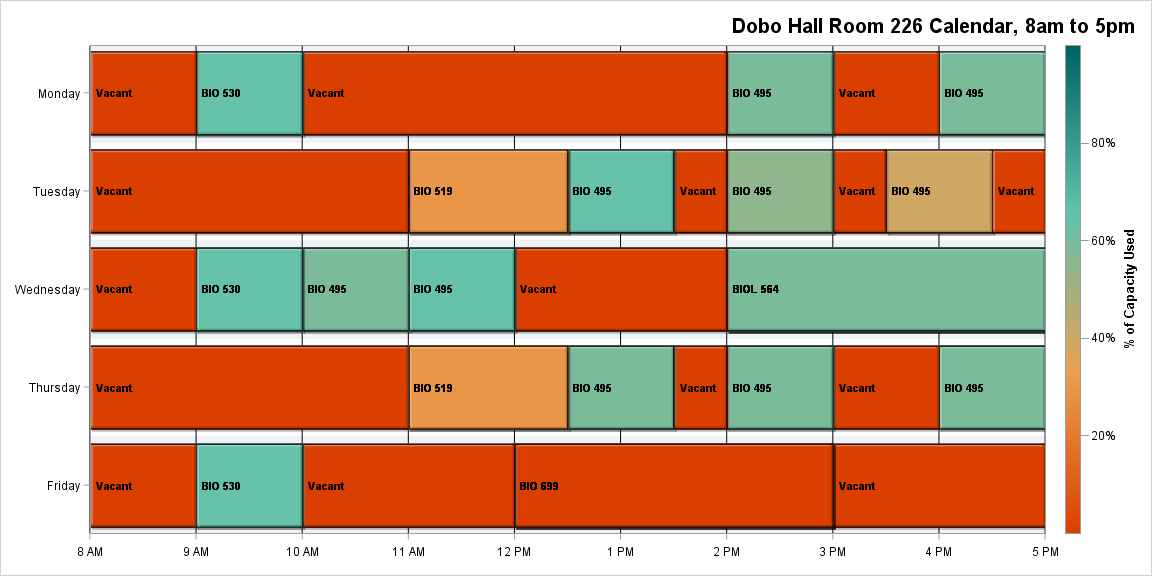 Dobo Hall Room 226 Calendar, 8am to 5pm
Monday
Vacant
BIO 530
Vacant
BIO 495
Vacant
BIO 495
Tuesday
Vacant
BIO 519
BIO 495
Vacant
BIO 495
Vacant
BIO 495
Vacant
Wednesday
Vacant
BIO 530
BIO 495
BIO 495
Vacant
BIOL 564
Thursday
Vacant
BIO 519
BIO 495
Vacant
BIO 495
Vacant
BIO 495
Friday
Vacant
BIO 530
Vacant
BIO 699
Vacant
8 AM
9 AM
10 AM
11 AM
12 PM
1 PM
2 PM
3 PM
4 PM
5 PM
80%
60%
40%
20%
% of Capacity Used